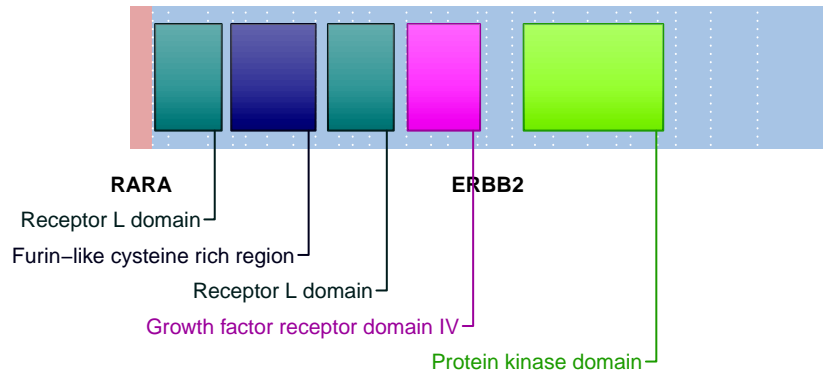 RARA ERBB2
Receptor L domain
Furin−like cysteine rich region
Receptor L domain
Growth factor receptor domain IV
Protein kinase domain